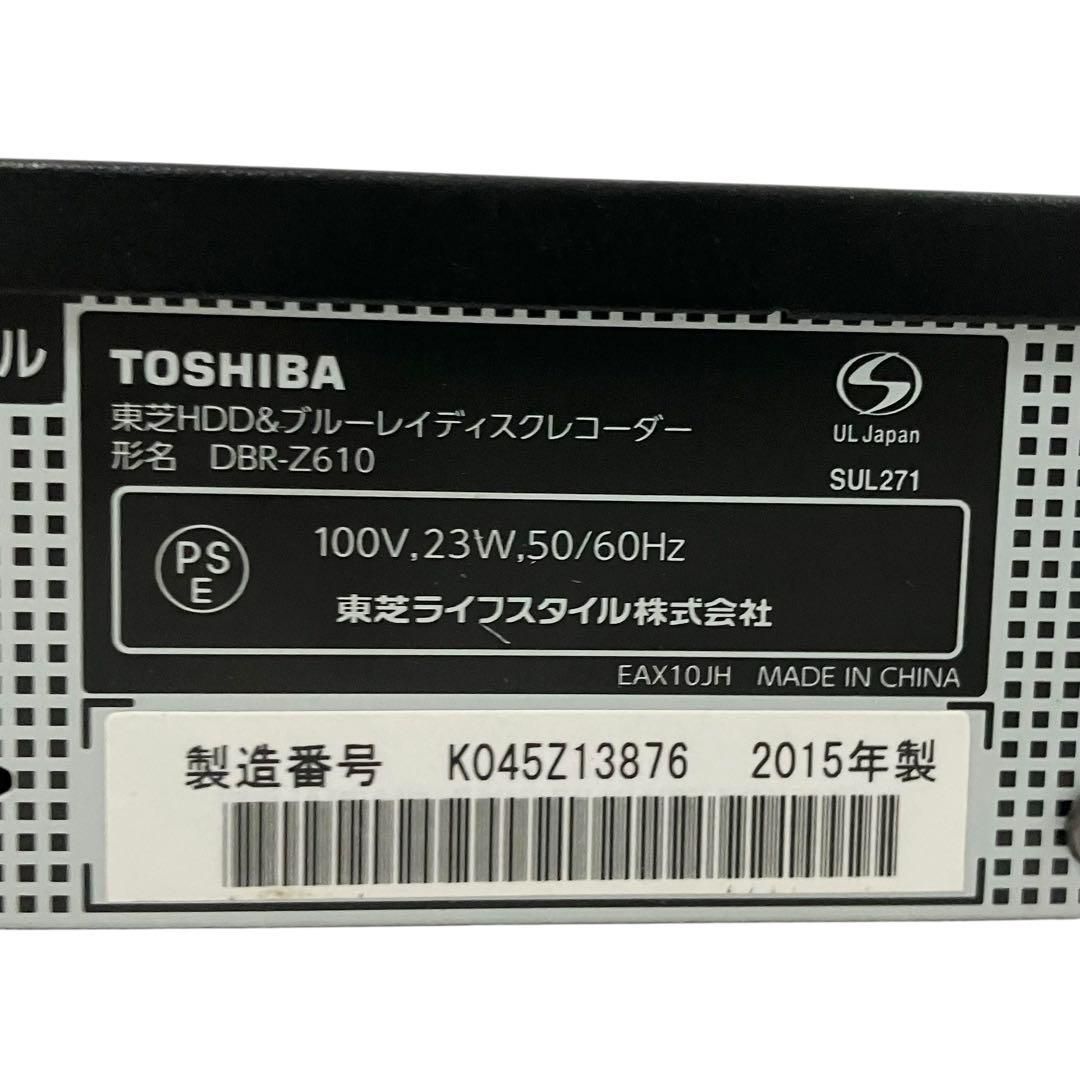 ル
TOSHIBA
東芝HDD&ブルーレイディスクレコーダー
形名 DBR-Z610
UL Japan
SUL271
PS
E
100V,23W,50/60Hz
東芝ライフスタイル株式会社
EAX10JH MADE IN CHINA
製造番号 K045Z13876 2015年製